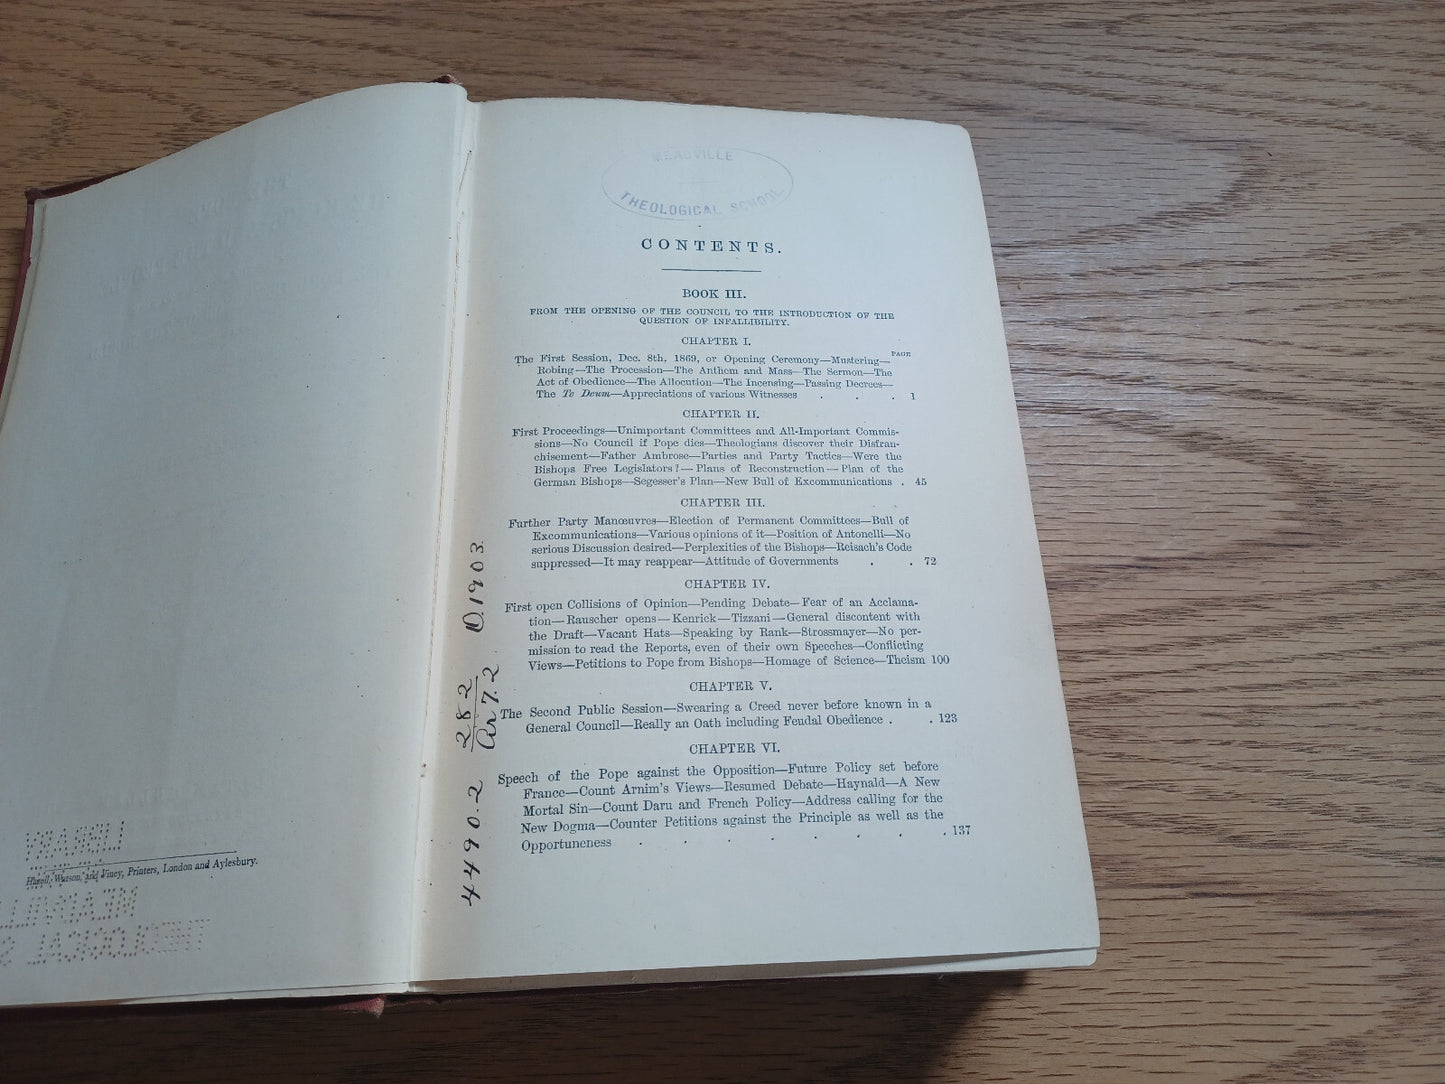 Hazell, Watson, and Viney, Printers, London and Aylesbury.
LIBRARY
MEADVILLE
THEOLOGICAL S
MEADVILLE
THEOLOGICAL SCHOOL
CONTENTS.
BOOK III.
FROM THE OPENING OF THE COUNCIL TO THE INTRODUCTION OF THE
QUESTION OF INFALLIBILITY.
CHAPTER I.
PAGE
The First Session, Dec. 8th, 1869, or Opening Ceremony—Mustering—
Robing—The Procession—The Anthem and Mass—The Sermon—The
Act of Obedience—The Allocution—The Incensing—Passing Decrees—
The Te Deum—Appreciations of various Witnesses . . . 1
CHAPTER II.
First Proceedings—Unimportant Committees and All-Important Commis-
sions—No Council if Pope dies—Theologians discover their Disfran-
chisement—Father Ambrose—Parties and Party Tactics—Were the
Bishops Free Legislators?—Plans of Reconstruction—Plan of the
German Bishops—Segesser's Plan—New Bull of Excommunications . 45
CHAPTER III.
Further Party Manœuvres—Election of Permanent Committees—Bull of
Excommunications—Various opinions of it—Position of Antonelli—No
serious Discussion desired—Perplexities of the Bishops—Reisach's Code
suppressed—It may reappear—Attitude of Governments . . 72
CHAPTER IV.
First open Collisions of Opinion—Pending Debate—Fear of an Acclama-
tion—Rauscher opens—Kenrick—Tizzani—General discontent with
the Draft—Vacant Hats—Speaking by Rank—Strossmayer—No per-
mission to read the Reports, even of their own Speeches—Conflicting
Views—Petitions to Pope from Bishops—Homage of Science—Theism 100
CHAPTER V.
The Second Public Session—Swearing a Creed never before known in a
General Council—Really an Oath including Feudal Obedience . . 123
CHAPTER VI.
Speech of the Pope against the Opposition—Future Policy set before
France—Count Arnim's Views—Resumed Debate—Haynald—A New
Mortal Sin—Count Daru and French Policy—Address calling for the
New Dogma—Counter Petitions against the Principle as well as the
Opportuneness . . . . . . . 137
4490.2 282 D.1903.
Ar7.2